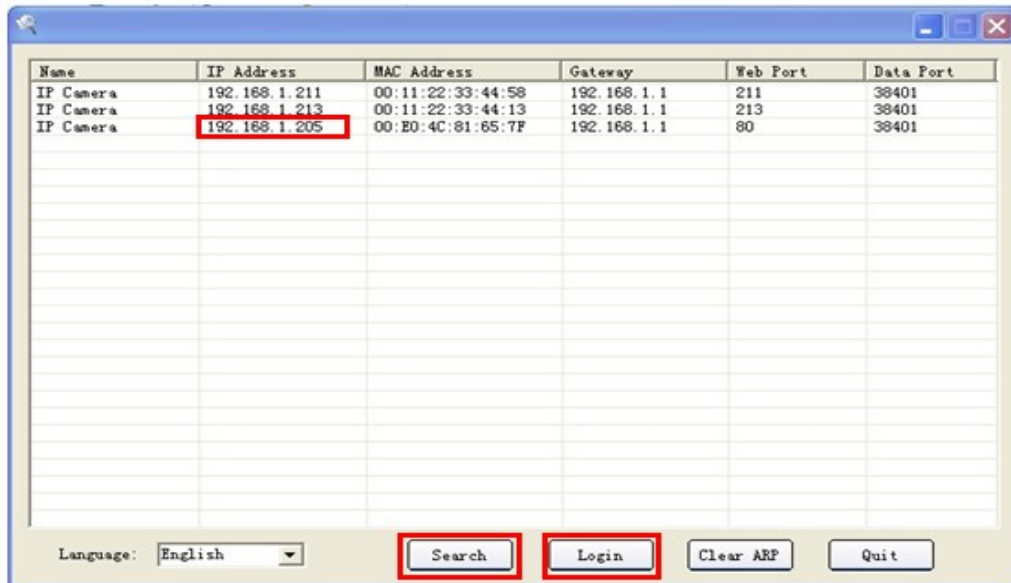 Name IP Address MAC Address Gateway Web Port Data Port
IP Camera 192.168.1.211 00:11:22:33:44:58 192.168.1.1 211 38401
IP Camera 192.168.1.213 00:11:22:33:44:13 192.168.1.1 213 38401
IP Camera 192.168.1.205 00:E0:4C:81:65:7F 192.168.1.1 80 38401
Language: English Search Login Clear ARP Quit